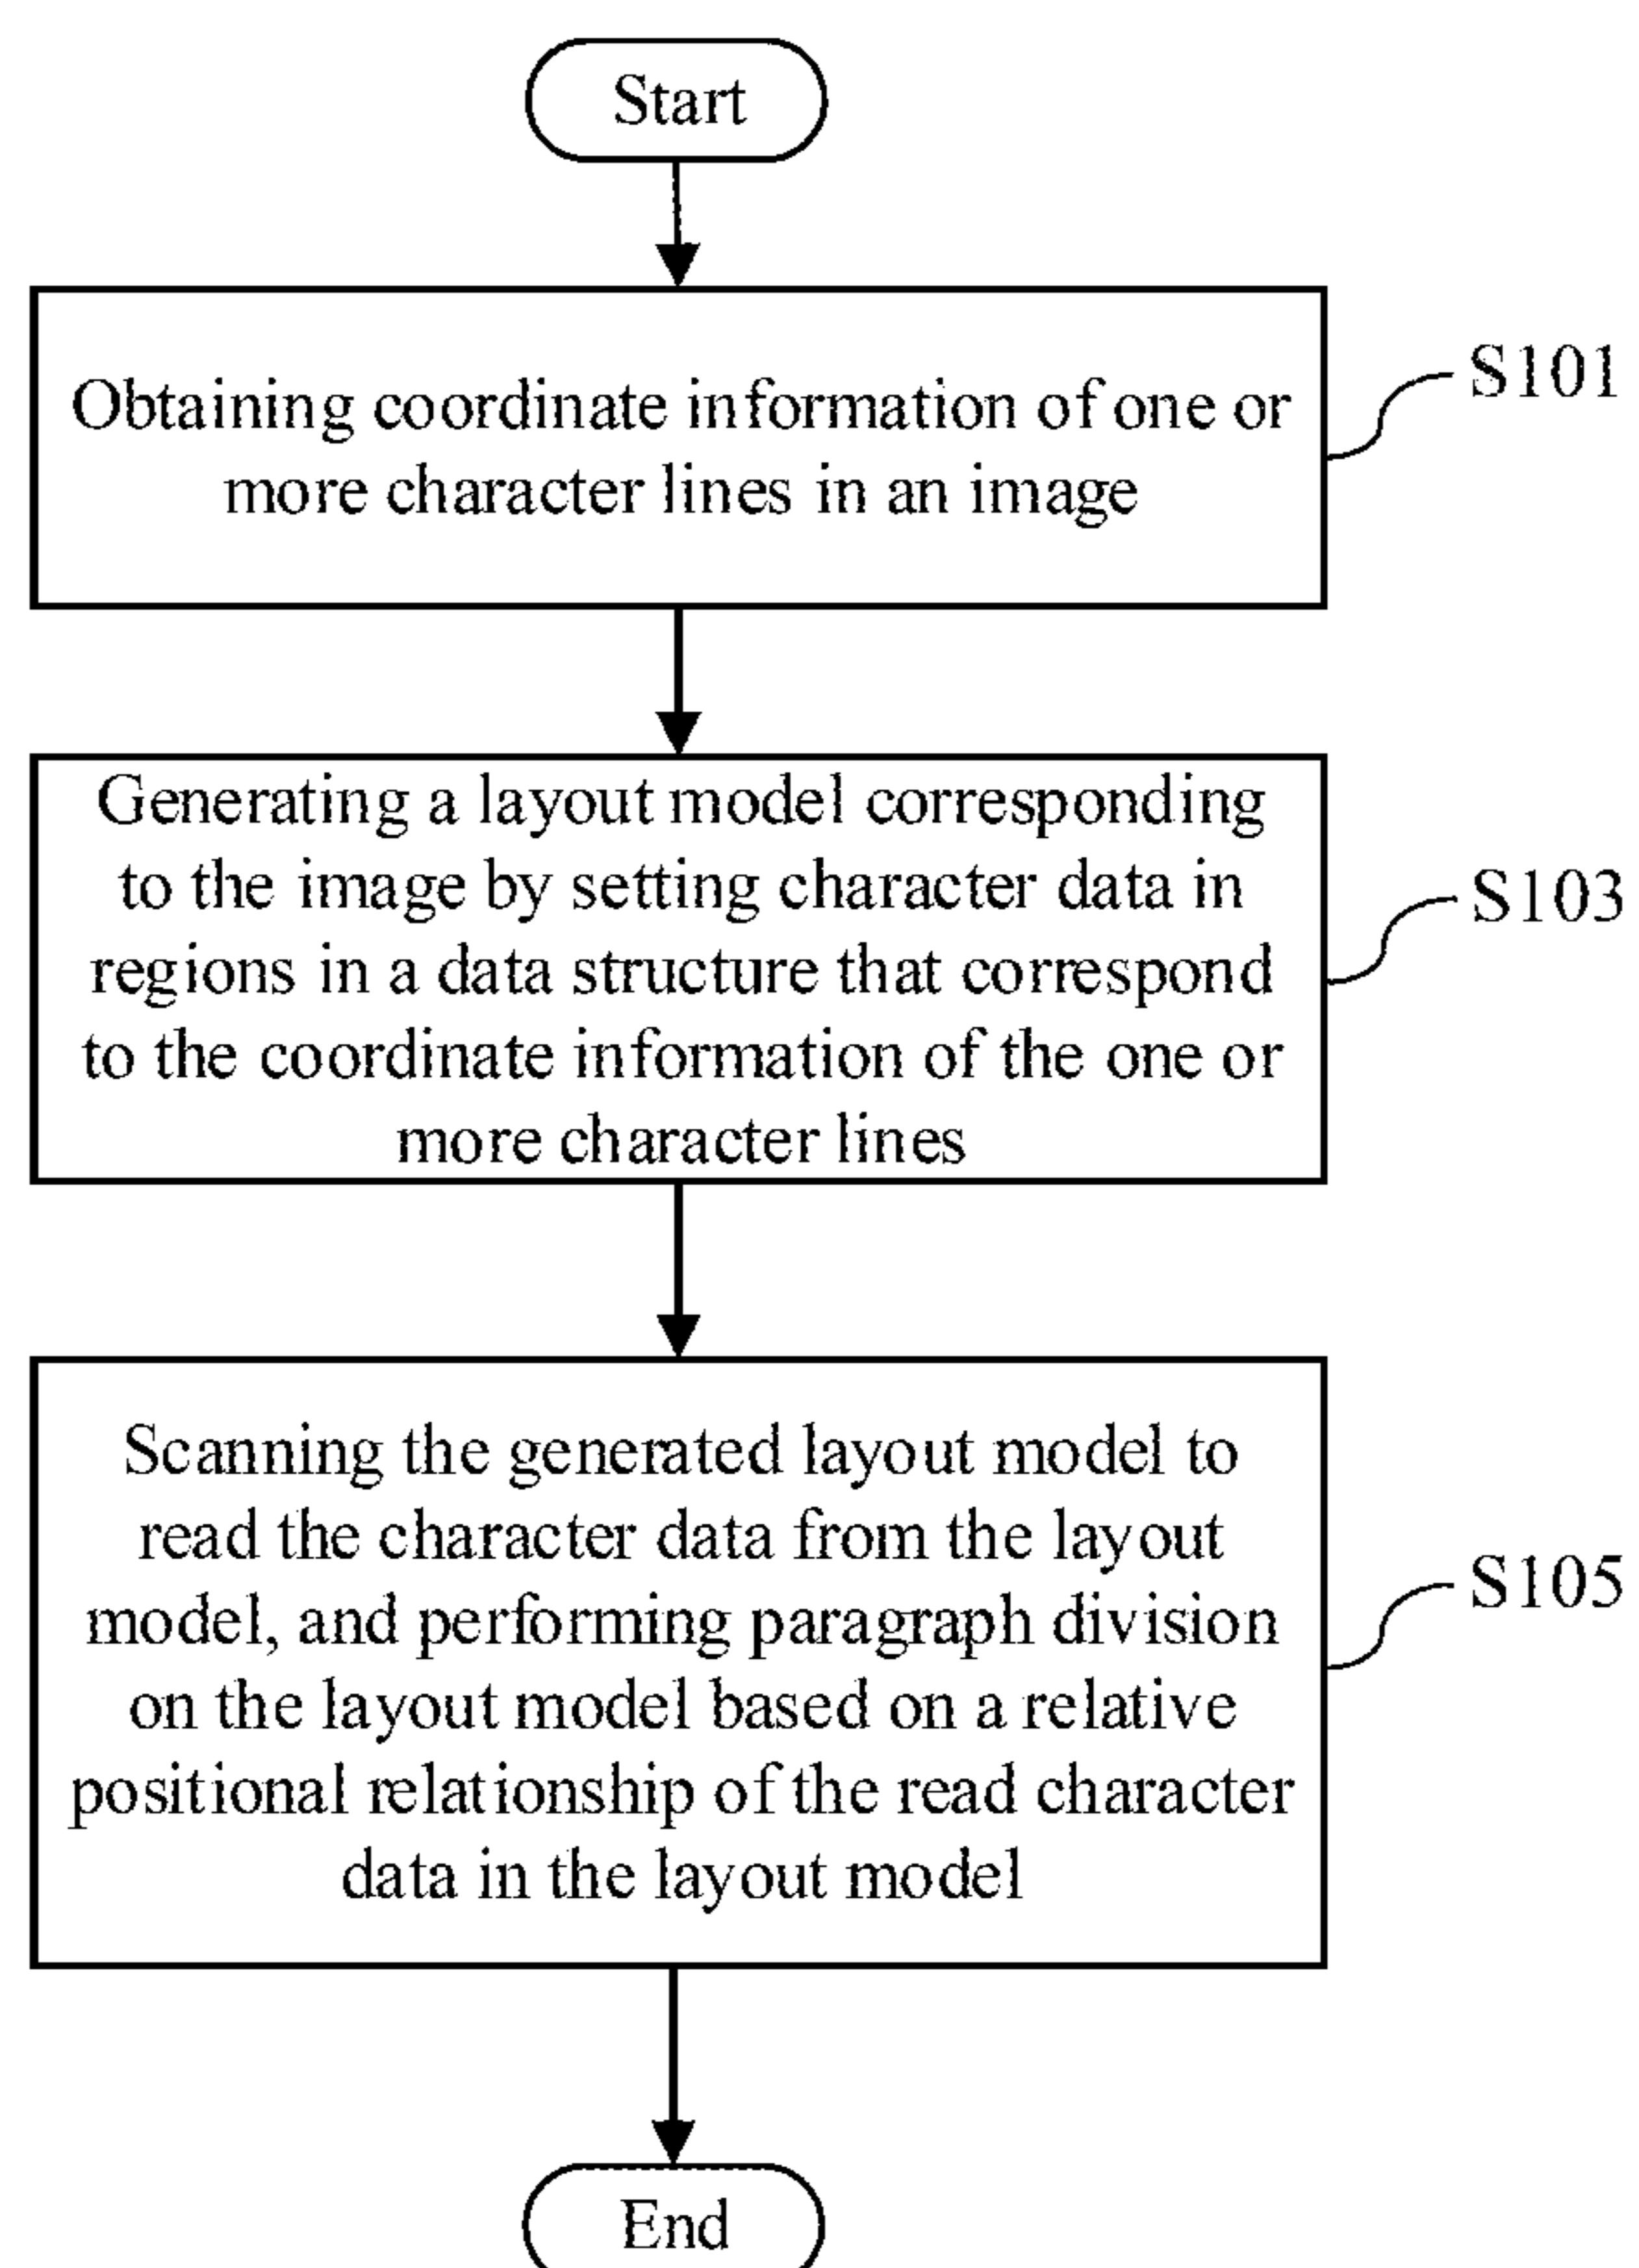 Start
Obtaining coordinate information of one or
more character lines in an image
S101
Generating a layout model corresponding
to the image by setting character data in
regions in a data structure that correspond
to the coordinate information of the one or
more character lines
S103
Scanning the generated layout model to
read the character data from the layout
model, and performing paragraph division
on the layout model based on a relative
positional relationship of the read character
data in the layout model
S105
End